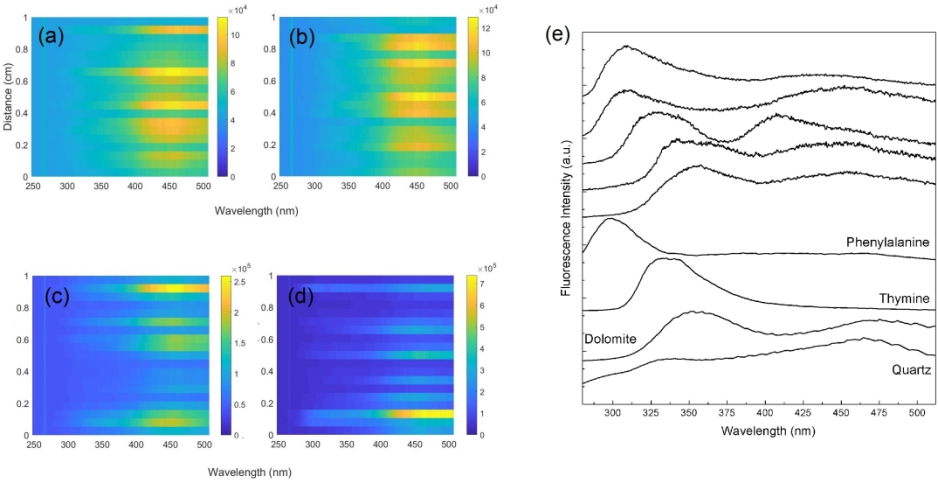 (a)
×10⁴
10
8
6
4
2
0
Distance (cm)
1
0.8
0.6
0.4
0.2
0
250 300 350 400 450 500
(b)
×10⁴
12
10
8
6
4
2
0
1
0.8
0.6
0.4
0.2
0
250 300 350 400 450 500
Wavelength (nm)
(c)
×10⁵
2.5
2
1.5
1
0.5
0
1
0.8
0.6
0.4
0.2
0
250 300 350 400 450 500
(d)
×10⁵
7
6
5
4
3
2
1
0
1
0.8
0.6
0.4
0.2
0
250 300 350 400 450 500
Wavelength (nm)
(e)
Fluorescence Intensity (a.u.)
Phenylalanine
Thymine
Dolomite
Quartz
300 325 350 375 400 425 450 475 500
Wavelength (nm)